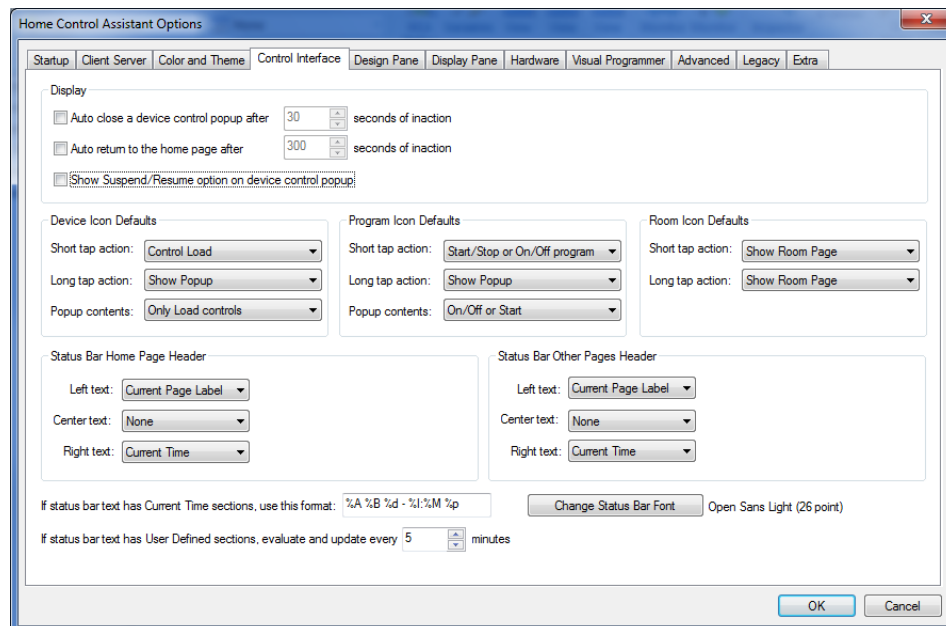 Home Control Assistant Options
Startup Client Server Color and Theme Control Interface Design Pane Display Pane Hardware Visual Programmer Advanced Legacy Extra
Display
Auto close a device control popup after 30 seconds of inaction
Auto return to the home page after 300 seconds of inaction
Show Suspend/Resume option on device control popup
Device Icon Defaults Program Icon Defaults Room Icon Defaults
Short tap action: Control Load Short tap action: Start/Stop or On/Off program Short tap action: Show Room Page
Long tap action: Show Popup Long tap action: Show Popup Long tap action: Show Room Page
Popup contents: Only Load controls Popup contents: On/Off or Start
Status Bar Home Page Header Status Bar Other Pages Header
Left text: Current Page Label Left text: Current Page Label
Center text: None Center text: None
Right text: Current Time Right text: Current Time
If status bar text has Current Time sections, use this format: %A %B %d - %I:%M %p Change Status Bar Font Open Sans Light (26 point)
If status bar text has User Defined sections, evaluate and update every 5 minutes
OK Cancel